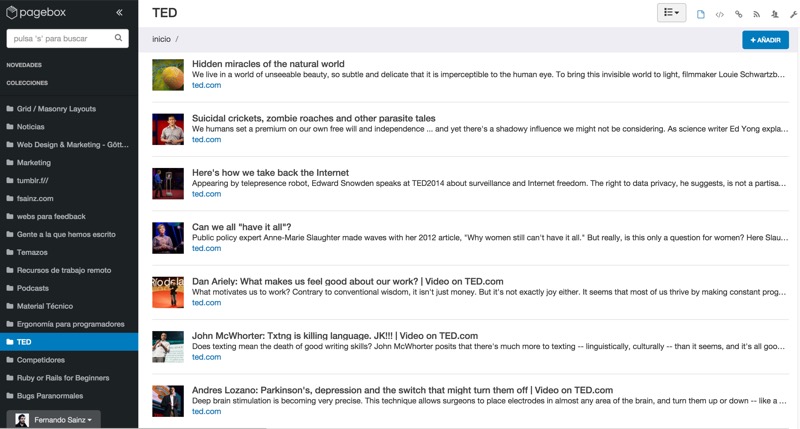 pagebox
«
pulsa 's' para buscar
NOVEDADES
COLECCIONES
Grid / Masonry Layouts
Noticias
Web Design & Marketing - Gött...
Marketing
tumblr.f//
fsainz.com
webs para feedback
Gente a la que hemos escrito
Temazos
Recursos de trabajo remoto
Podcasts
Material Técnico
Ergonomía para programadores
TED
Competidores
Ruby or Rails for Beginners
Bugs Paranormales
Fernando Sainz
TED
inicio /
+ AÑADIR
Hidden miracles of the natural world
We live in a world of unseeable beauty, so subtle and delicate that it is imperceptible to the human eye. To bring this invisible world to light, filmmaker Louie Schwartzb...
ted.com
Suicidal crickets, zombie roaches and other parasite tales
We humans set a premium on our own free will and independence ... and yet there's a shadowy influence we might not be considering. As science writer Ed Yong expla...
ted.com
Here's how we take back the Internet
Appearing by telepresence robot, Edward Snowden speaks at TED2014 about surveillance and Internet freedom. The right to data privacy, he suggests, is not a partisa...
ted.com
Can we all "have it all"?
Public policy expert Anne-Marie Slaughter made waves with her 2012 article, "Why women still can't have it all." But really, is this only a question for women? Here Slau...
ted.com
Dan Ariely: What makes us feel good about our work? | Video on TED.com
What motivates us to work? Contrary to conventional wisdom, it isn't just money. But it's not exactly joy either. It seems that most of us thrive by making constant prog...
ted.com
John McWhorter: Txtng is killing language. JK!!! | Video on TED.com
Does texting mean the death of good writing skills? John McWhorter posits that there's much more to texting -- linguistically, culturally -- than it seems, and it's all goo...
ted.com
Andres Lozano: Parkinson's, depression and the switch that might turn them off | Video on TED.com
Deep brain stimulation is becoming very precise. This technique allows surgeons to place electrodes in almost any area of the brain, and turn them up or down -- like a ...
ted.com